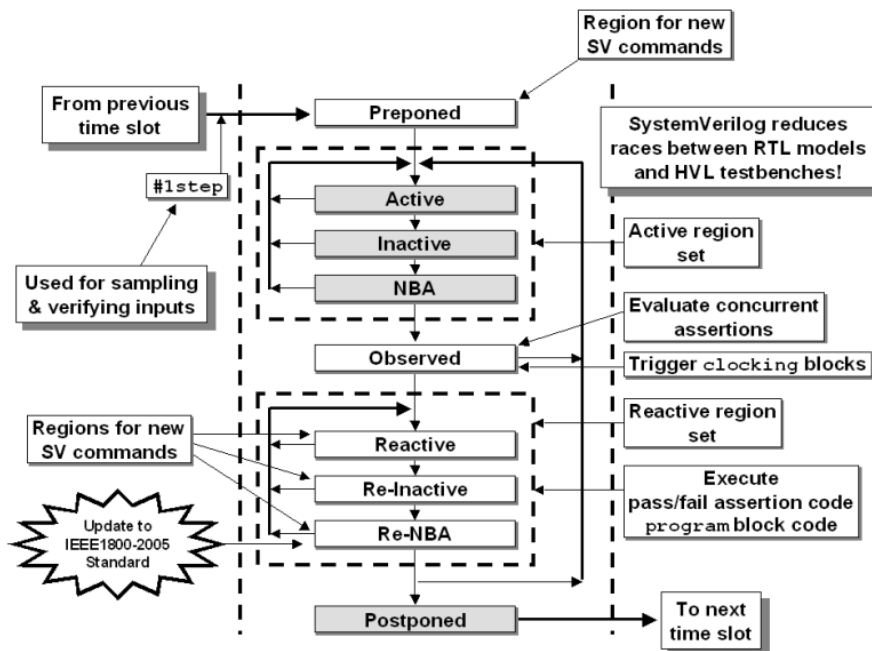 Region for new
SV commands
From previous
time slot
Preponed
SystemVerilog reduces
races between RTL models
and HVL testbenches!
#1step
Active
Active region
set
Inactive
Used for sampling
& verifying inputs
NBA
Evaluate concurrent
assertions
Observed
Trigger clocking blocks
Reactive region
set
Regions for new
SV commands
Reactive
Re-Inactive
Execute
pass/fail assertion code
program block code
Update to
IEEE1800-2005
Standard
Re-NBA
Postponed
To next
time slot